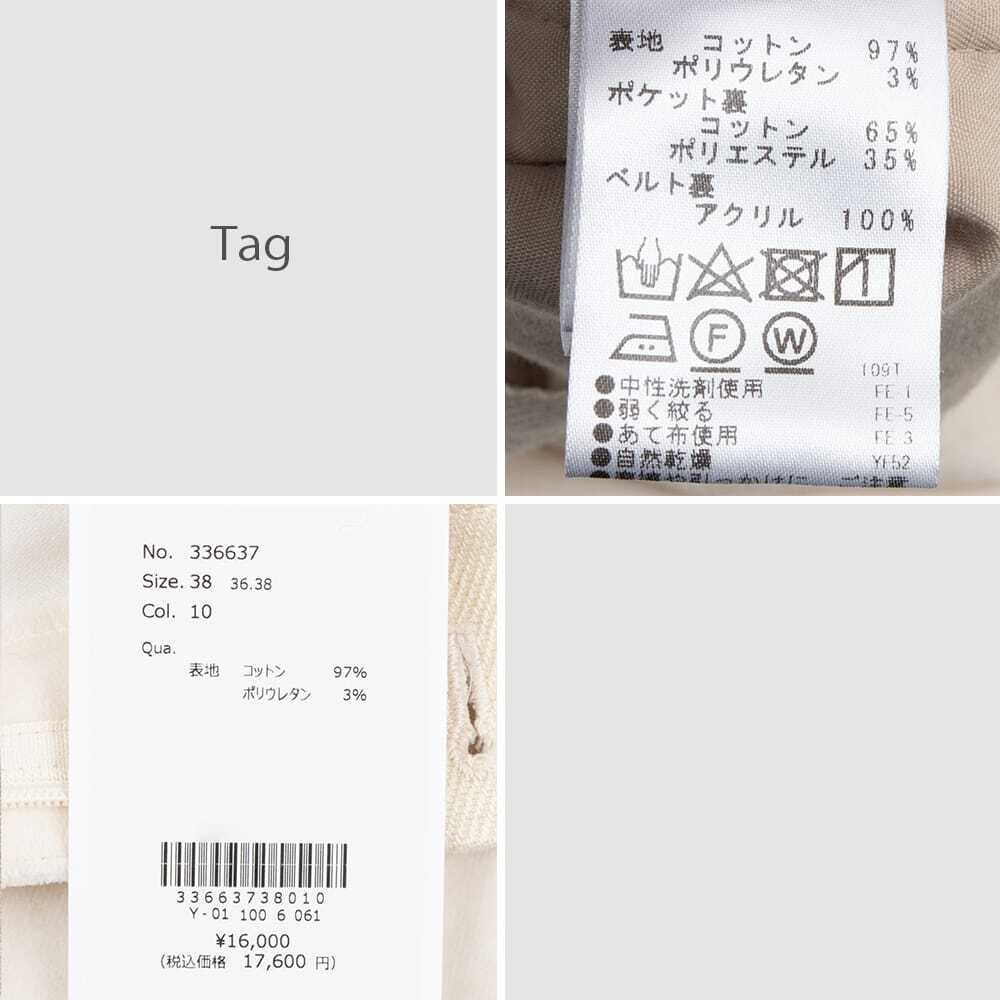 Tag
表地 コットン 97%
ポリウレタン 3%
ポケット裏
コットン 65%
ポリエステル 35%
ベルト裏
アクリル 100%
F W
109T
●中性洗剤使用 FE-1
●弱く絞る FE-5
●あて布使用 FE-3
●自然乾燥 YF52
No. 336637
Size. 38 36.38
Col. 10
Qua.
表地 コットン 97%
ポリウレタン 3%
33663738010
Y-01 100 6 061
¥16,000
(税込価格 17,600 円)